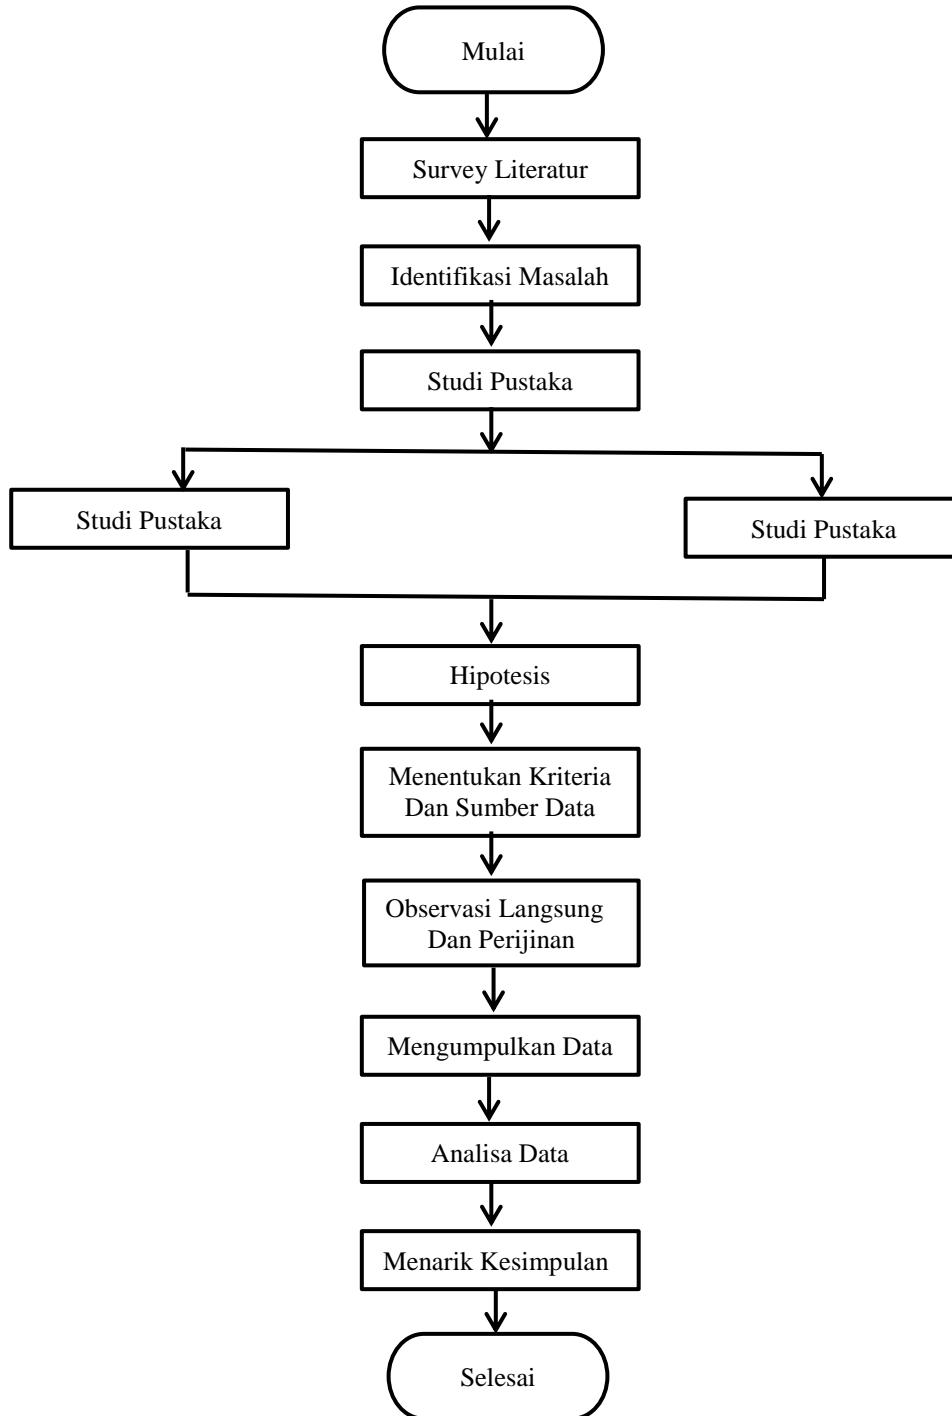 Mulai
Survey Literatur
Identifikasi Masalah
Studi Pustaka
Studi Pustaka
Studi Pustaka
Hipotesis
Menentukan Kriteria
Dan Sumber Data
Observasi Langsung
Dan Perijinan
Mengumpulkan Data
Analisa Data
Menarik Kesimpulan
Selesai